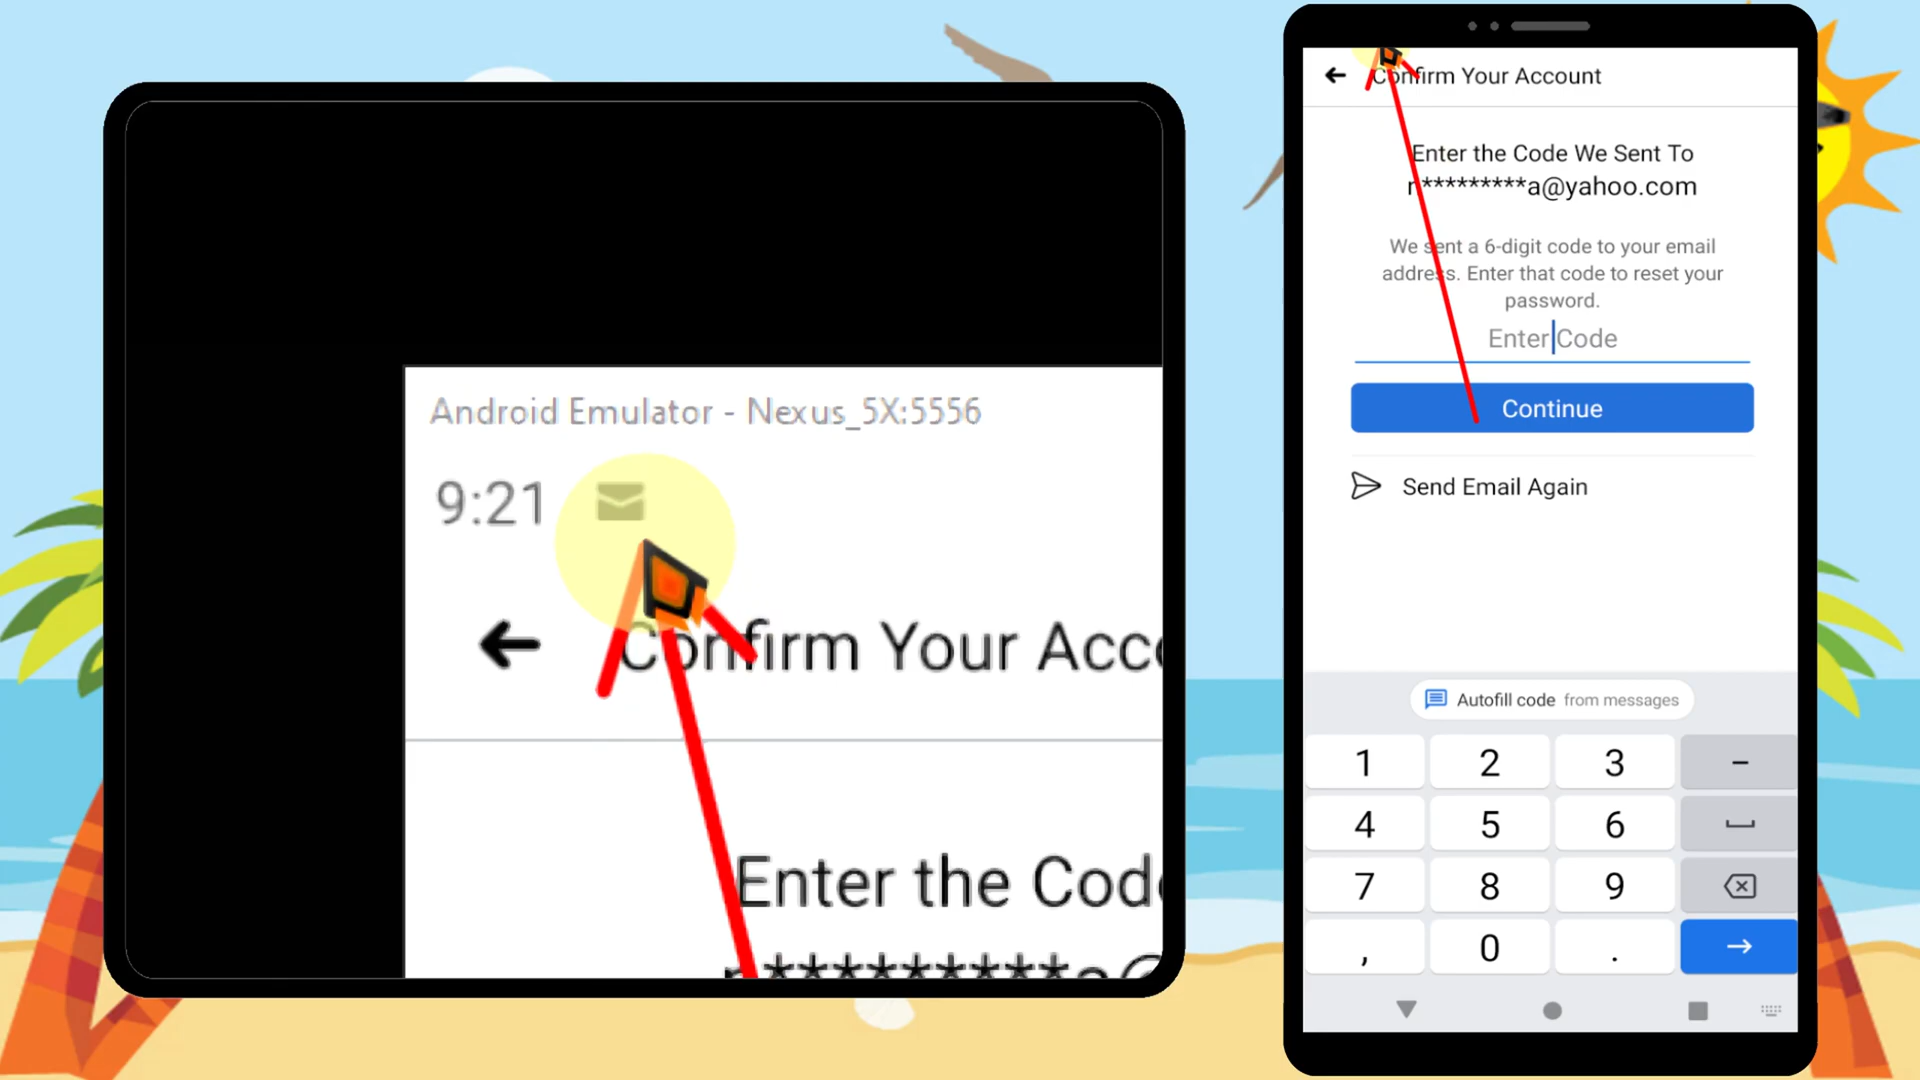 Android Emulator - Nexus_5X:5556
9:21
Confirm Your Acco
Enter the Code
Confirm Your Account
Enter the Code We Sent To
r*********a@yahoo.com
We sent a 6-digit code to your email
address. Enter that code to reset your
password.
Enter Code
Continue
Send Email Again
Autofill code from messages
1 2 3 -
4 5 6
7 8 9
, 0 .